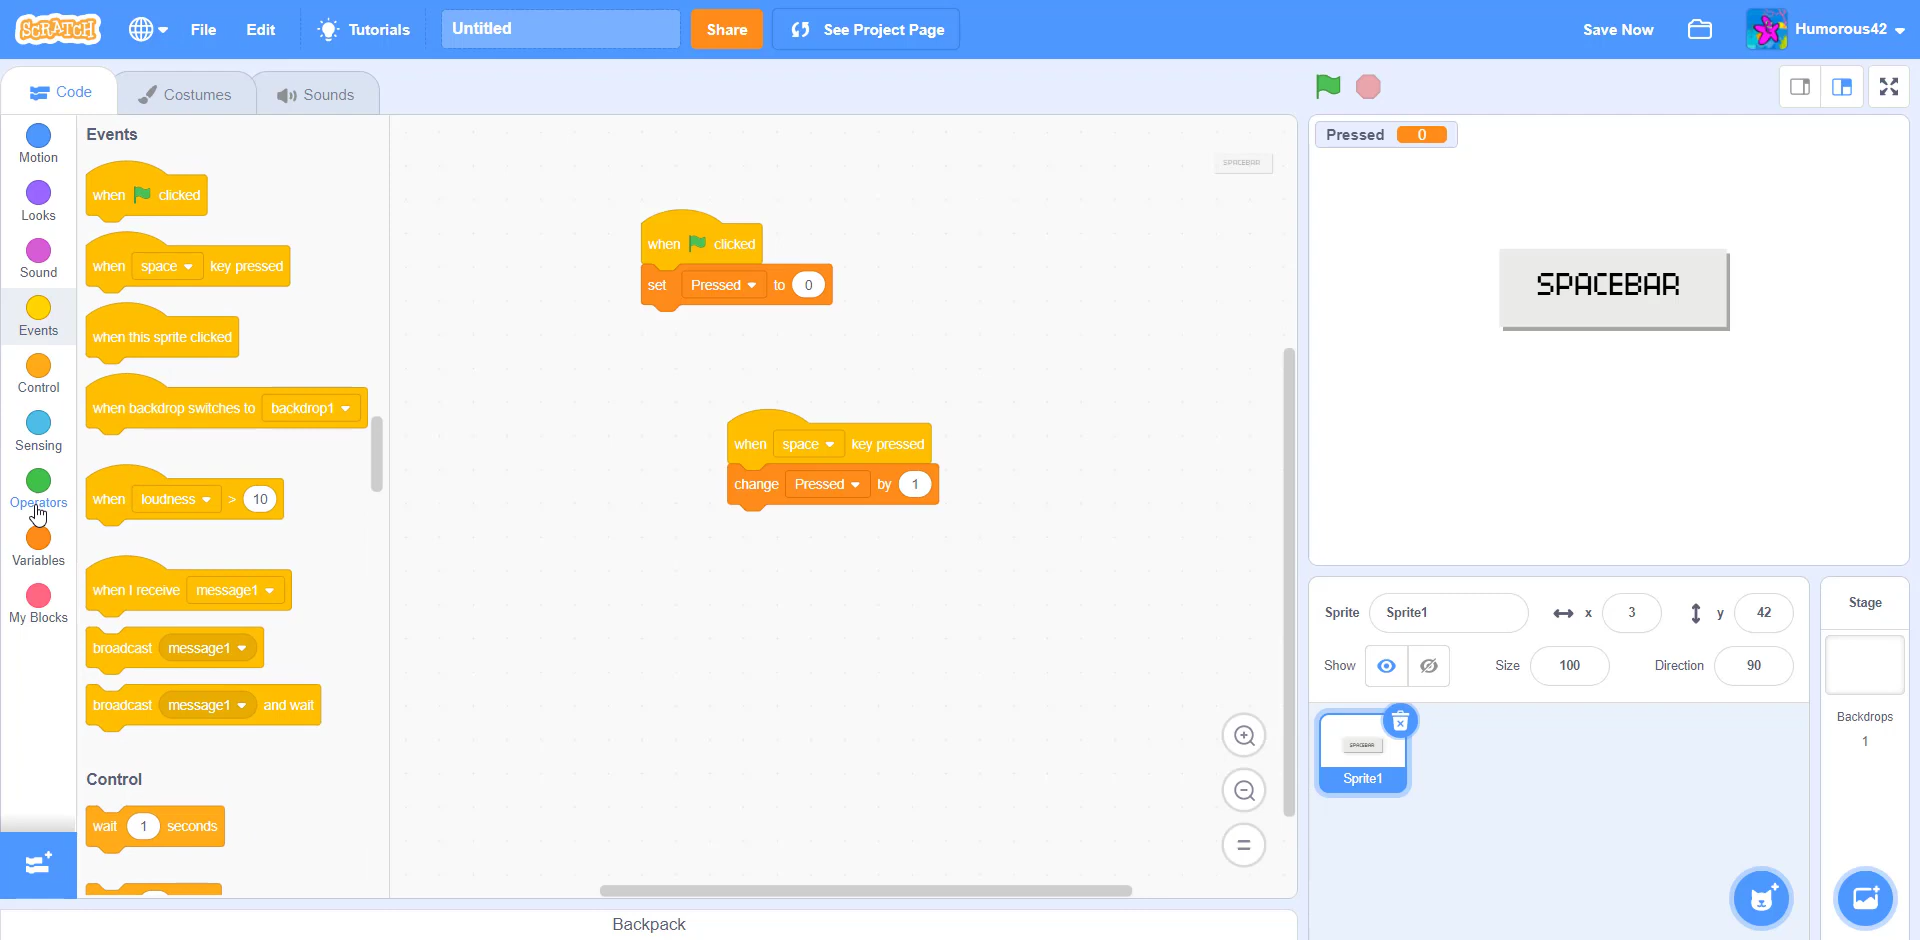 SCRATCH File Edit Tutorials Untitled Share See Project Page Save Now Humorous42
Code Costumes Sounds
Motion
Looks
Sound
Events
Control
Sensing
Operators
Variables
My Blocks
Events
when clicked
when space key pressed
when this sprite clicked
when backdrop switches to backdrop1
when loudness > 10
when I receive message1
broadcast message1
broadcast message1 and wait
Control
wait 1 seconds
SPACEBAR
when clicked
set Pressed to 0
when space key pressed
change Pressed by 1
=
Backpack
Pressed 0
SPACEBAR
Sprite Sprite1 x 3 y 42
Show Size 100 Direction 90
SPACEBAR
Sprite1
Stage
Backdrops
1